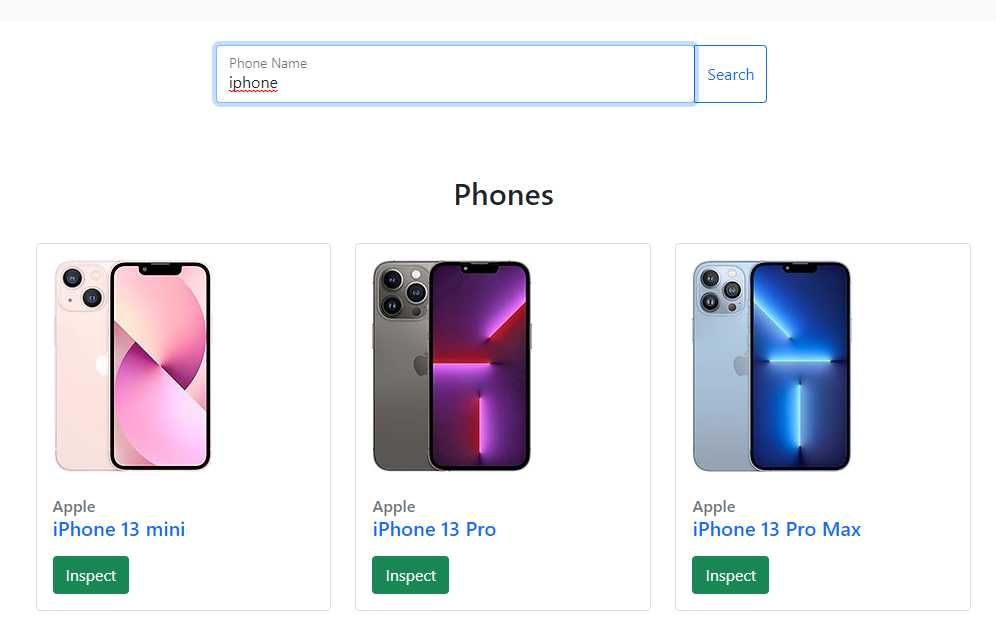 Phone Name
iphone
Search
Phones
Apple
iPhone 13 mini
Inspect
Apple
iPhone 13 Pro
Inspect
Apple
iPhone 13 Pro Max
Inspect